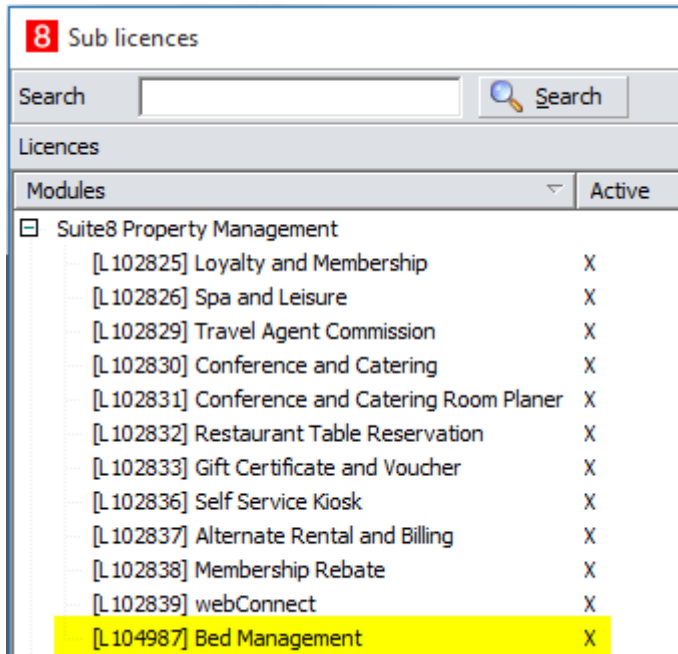 8 Sub licences
Search Search
Licences
Modules Active
Suite8 Property Management
[L102825] Loyalty and Membership X
[L102826] Spa and Leisure X
[L102829] Travel Agent Commission X
[L102830] Conference and Catering X
[L102831] Conference and Catering Room Planer X
[L102832] Restaurant Table Reservation X
[L102833] Gift Certificate and Voucher X
[L102836] Self Service Kiosk X
[L102837] Alternate Rental and Billing X
[L102838] Membership Rebate X
[L102839] webConnect X
[L104987] Bed Management X